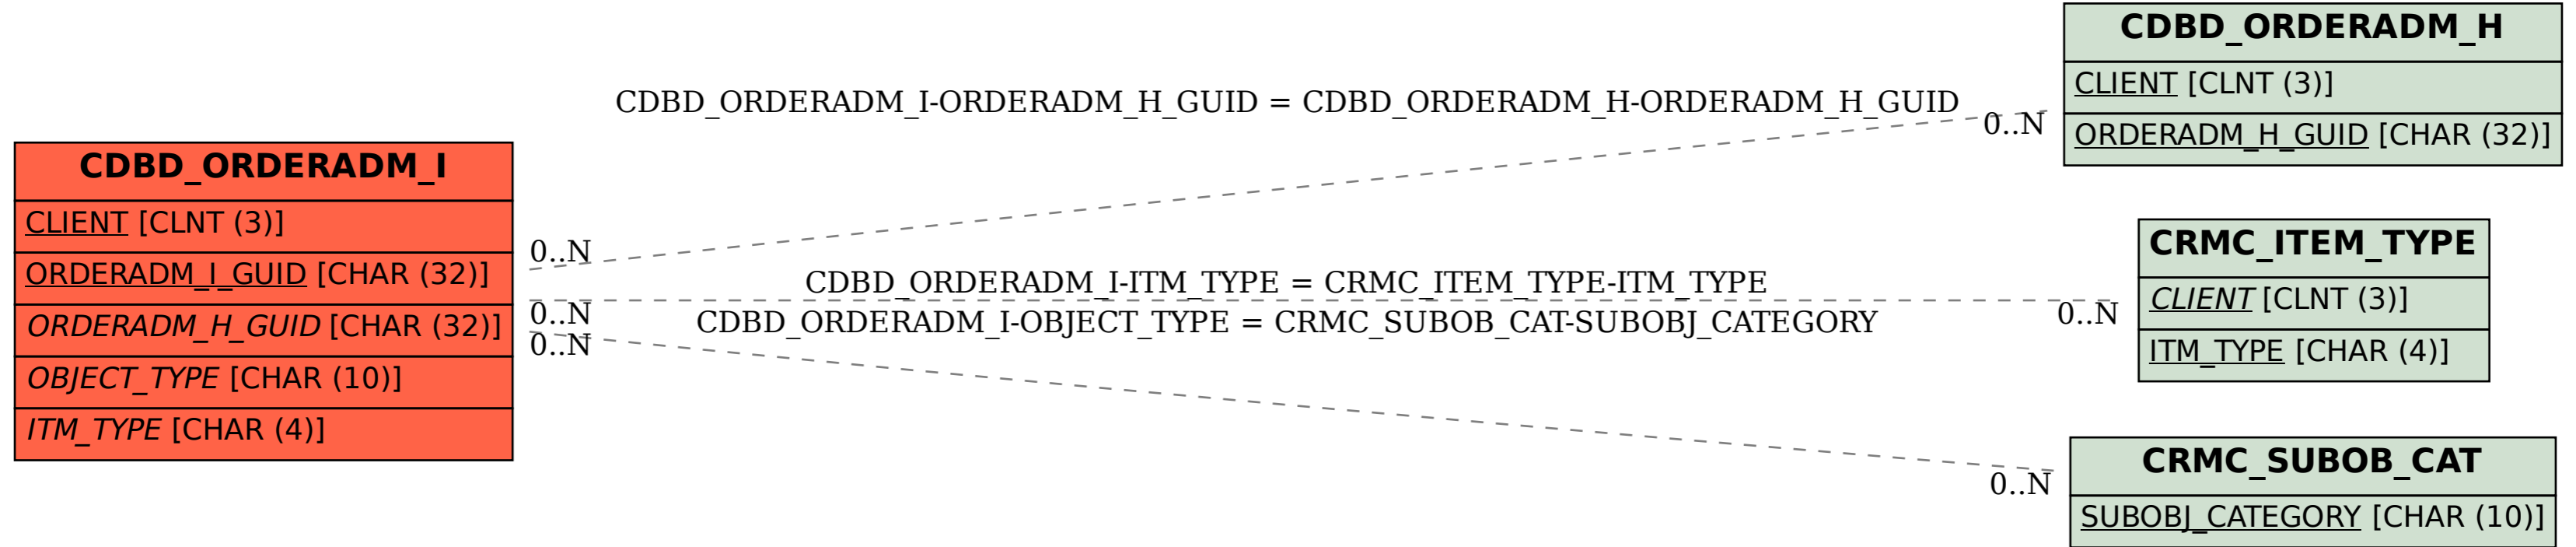 CDBD_ORDERADM_I
CLIENT [CLNT (3)]
ORDERADM_I_GUID [CHAR (32)]
ORDERADM_H_GUID [CHAR (32)]
OBJECT_TYPE [CHAR (10)]
ITM_TYPE [CHAR (4)]
CDBD_ORDERADM_I-ORDERADM_H_GUID = CDBD_ORDERADM_H-ORDERADM_H_GUID
0..N
0..N
CDBD_ORDERADM_I-ITM_TYPE = CRMC_ITEM_TYPE-ITM_TYPE
0..N
0..N
CDBD_ORDERADM_I-OBJECT_TYPE = CRMC_SUBOB_CAT-SUBOBJ_CATEGORY
0..N
0..N
CDBD_ORDERADM_H
CLIENT [CLNT (3)]
ORDERADM_H_GUID [CHAR (32)]
CRMC_ITEM_TYPE
CLIENT [CLNT (3)]
ITM_TYPE [CHAR (4)]
CRMC_SUBOB_CAT
SUBOBJ_CATEGORY [CHAR (10)]